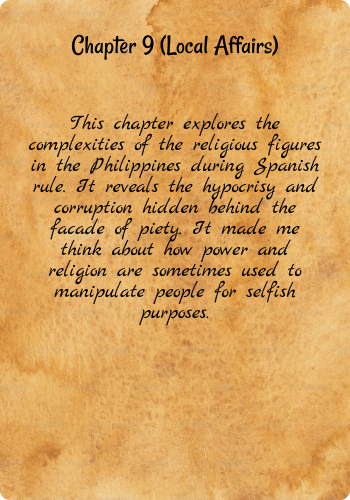 Chapter 9 (Local Affairs)
This chapter explores the
complexities of the religious figures
in the Philippines during Spanish
rule. It reveals the hypocrisy and
corruption hidden behind the
facade of piety. It made me
think about how power and
religion are sometimes used to
manipulate people for selfish
purposes.